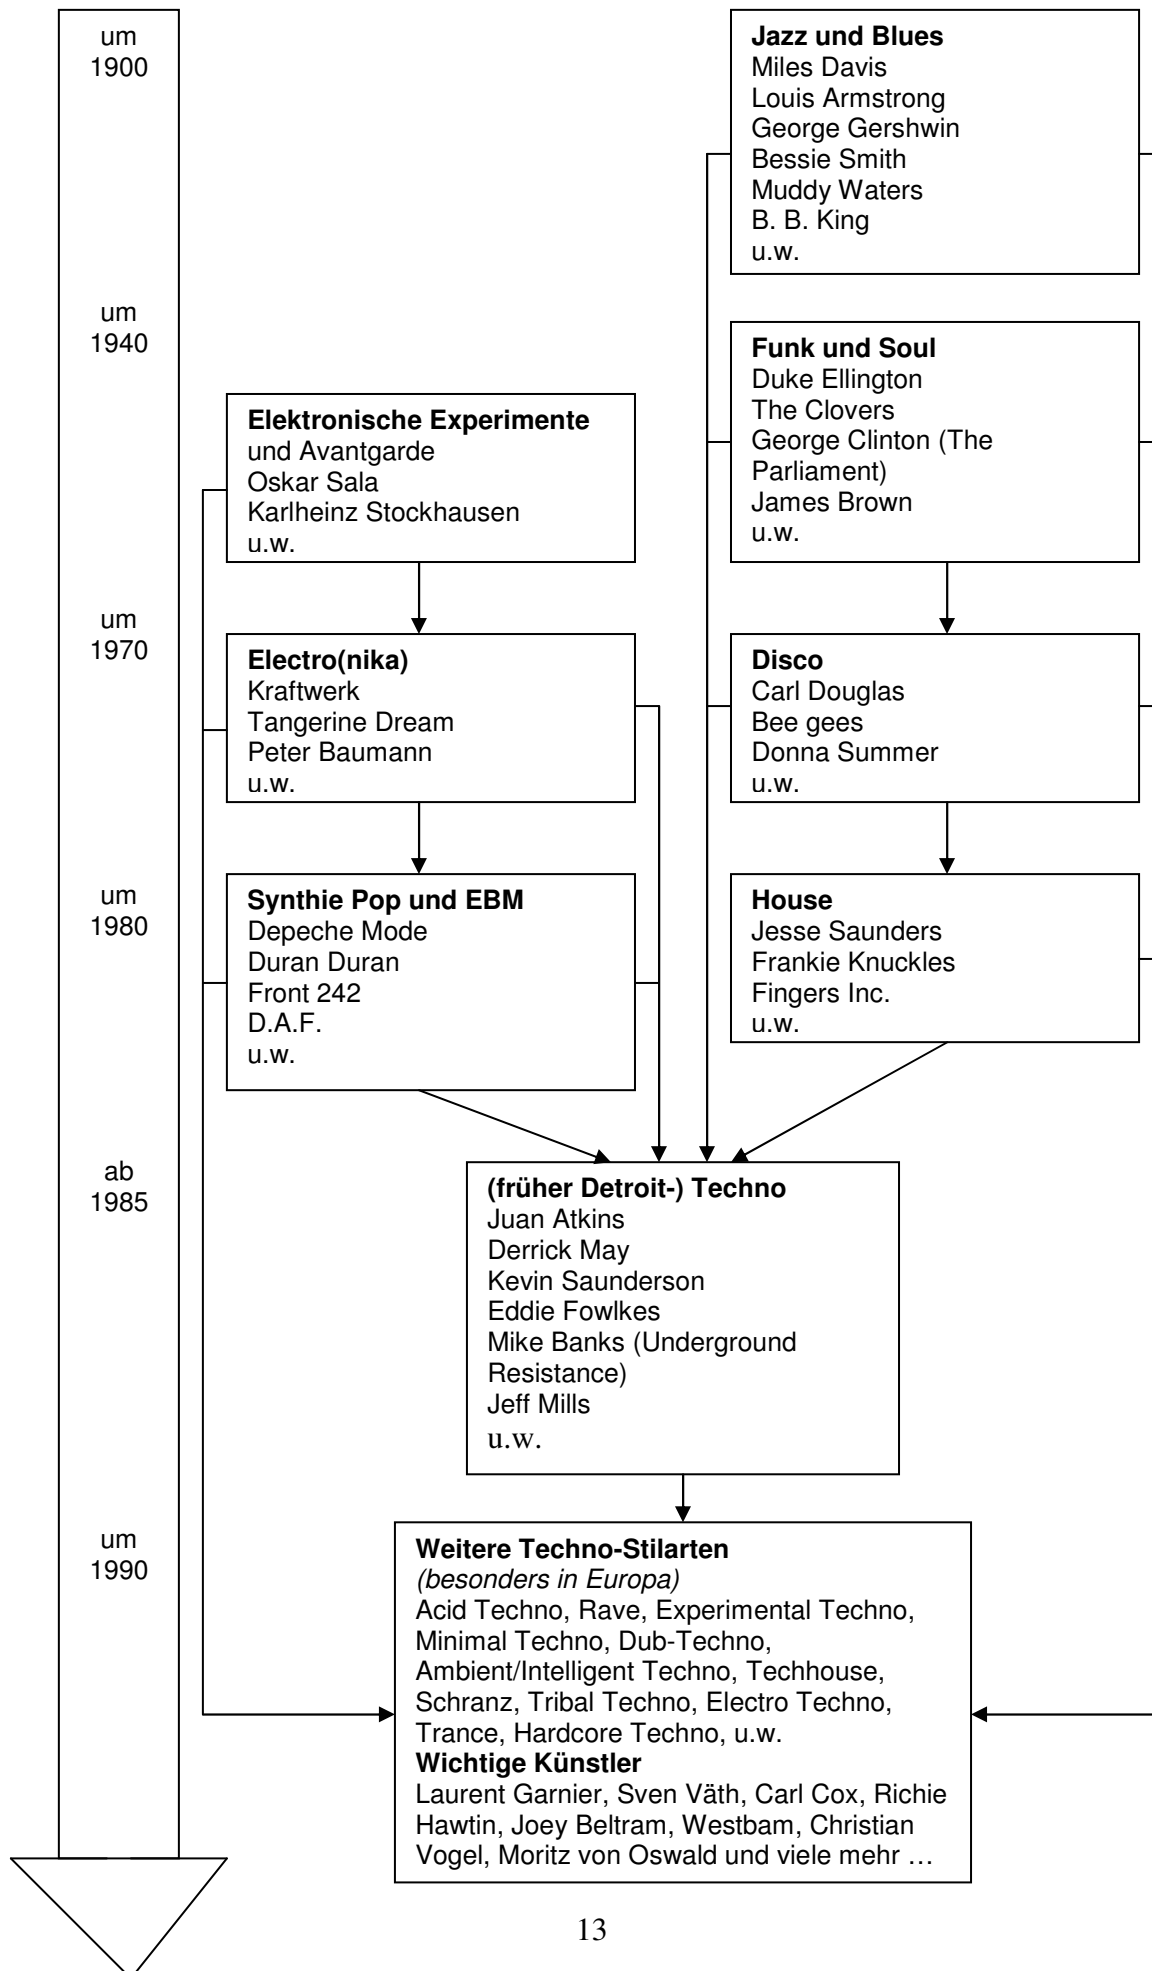 um
1900
Jazz und Blues
Miles Davis
Louis Armstrong
George Gershwin
Bessie Smith
Muddy Waters
B. B. King
u.w.
um
1940
Funk und Soul
Duke Ellington
The Clovers
George Clinton (The
Parliament)
James Brown
u.w.
Elektronische Experimente
und Avantgarde
Oskar Sala
Karlheinz Stockhausen
u.w.
um
1970
Electro(nika)
Kraftwerk
Tangerine Dream
Peter Baumann
u.w.
Disco
Carl Douglas
Bee gees
Donna Summer
u.w.
um
1980
Synthie Pop und EBM
Depeche Mode
Duran Duran
Front 242
D.A.F.
u.w.
House
Jesse Saunders
Frankie Knuckles
Fingers Inc.
u.w.
ab
1985
(früher Detroit-) Techno
Juan Atkins
Derrick May
Kevin Saunderson
Eddie Fowlkes
Mike Banks (Underground
Resistance)
Jeff Mills
u.w.
um
1990
Weitere Techno-Stilarten
(besonders in Europa)
Acid Techno, Rave, Experimental Techno,
Minimal Techno, Dub-Techno,
Ambient/Intelligent Techno, Techhouse,
Schranz, Tribal Techno, Electro Techno,
Trance, Hardcore Techno, u.w.
Wichtige Künstler
Laurent Garnier, Sven Väth, Carl Cox, Richie
Hawtin, Joey Beltram, Westbam, Christian
Vogel, Moritz von Oswald und viele mehr …
13